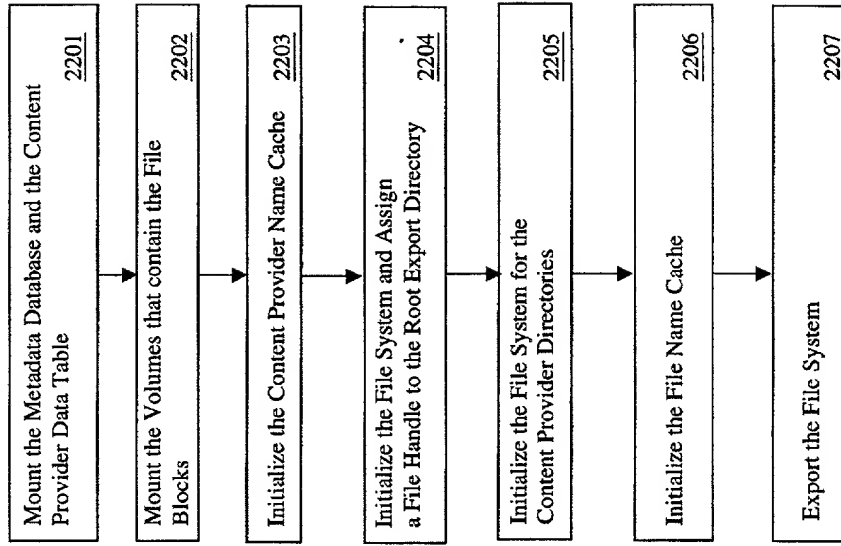 Mount the Metadata Database and the Content
Provider Data Table
2201
Mount the Volumes that contain the File
Blocks
2202
Initialize the Content Provider Name Cache
2203
Initialize the File System and Assign
a File Handle to the Root Export Directory
2204
Initialize the File System for the
Content Provider Directories
2205
Initialize the File Name Cache
2206
Export the File System
2207